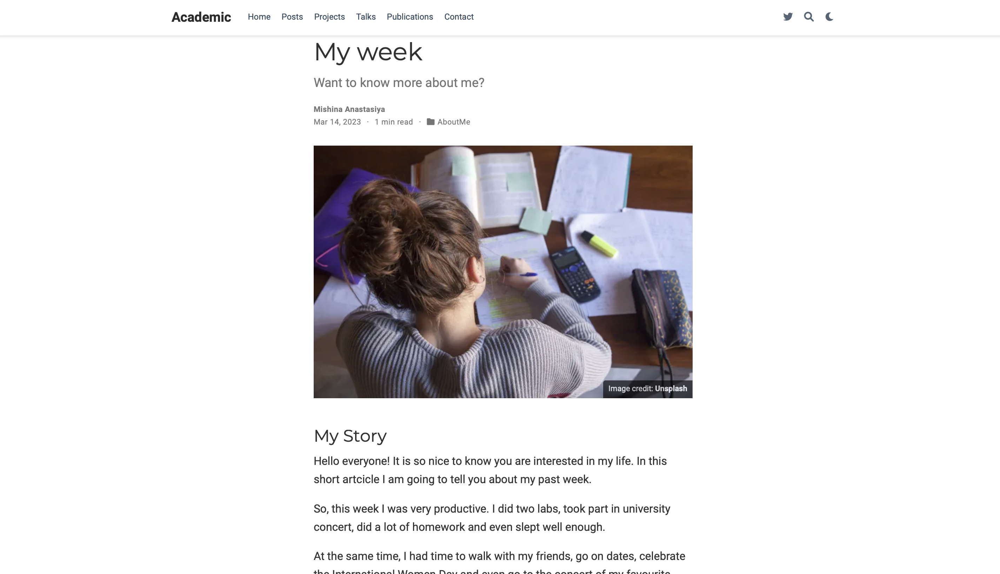 Academic Home Posts Projects Talks Publications Contact
My week
Want to know more about me?
Mishina Anastasiya
Mar 14, 2023 · 1 min read · AboutMe
Image credit: Unsplash
My Story
Hello everyone! It is so nice to know you are interested in my life. In this
short artcicle I am going to tell you about my past week.
So, this week I was very productive. I did two labs, took part in university
concert, did a lot of homework and even slept well enough.
At the same time, I had time to walk with my friends, go on dates, celebrate
the International Women Day and even go to the concert of my favourite